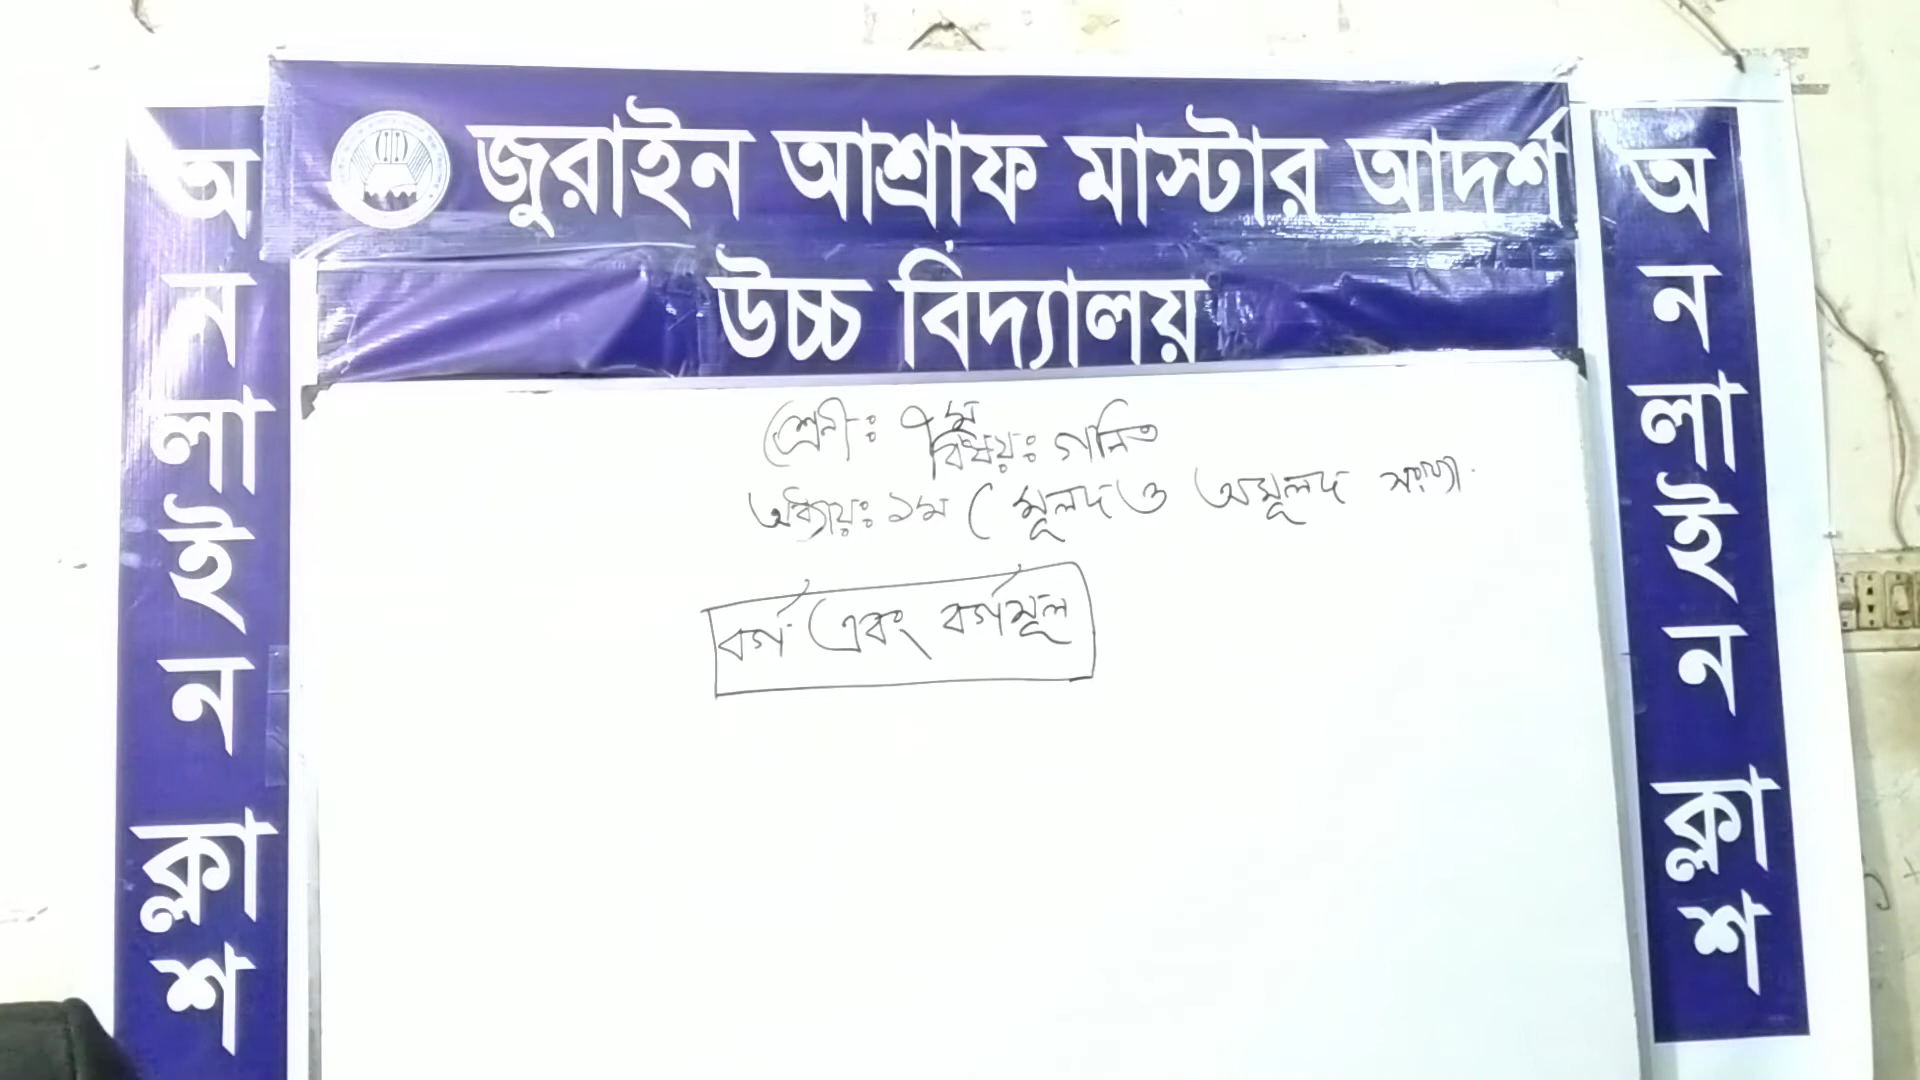 জুরাইন আশ্রাফ মাস্টার আদর্শ
উচ্চ বিদ্যালয়
অনলাইন ক্লাশ
শ্রেনী: ৭ম
বিষয়: গনিত
অধ্যায়: ১ম ( মূলদ ও অমূলদ সংখ্যা
বর্গ এবং বর্গমূল
অনলাইন ক্লাশ